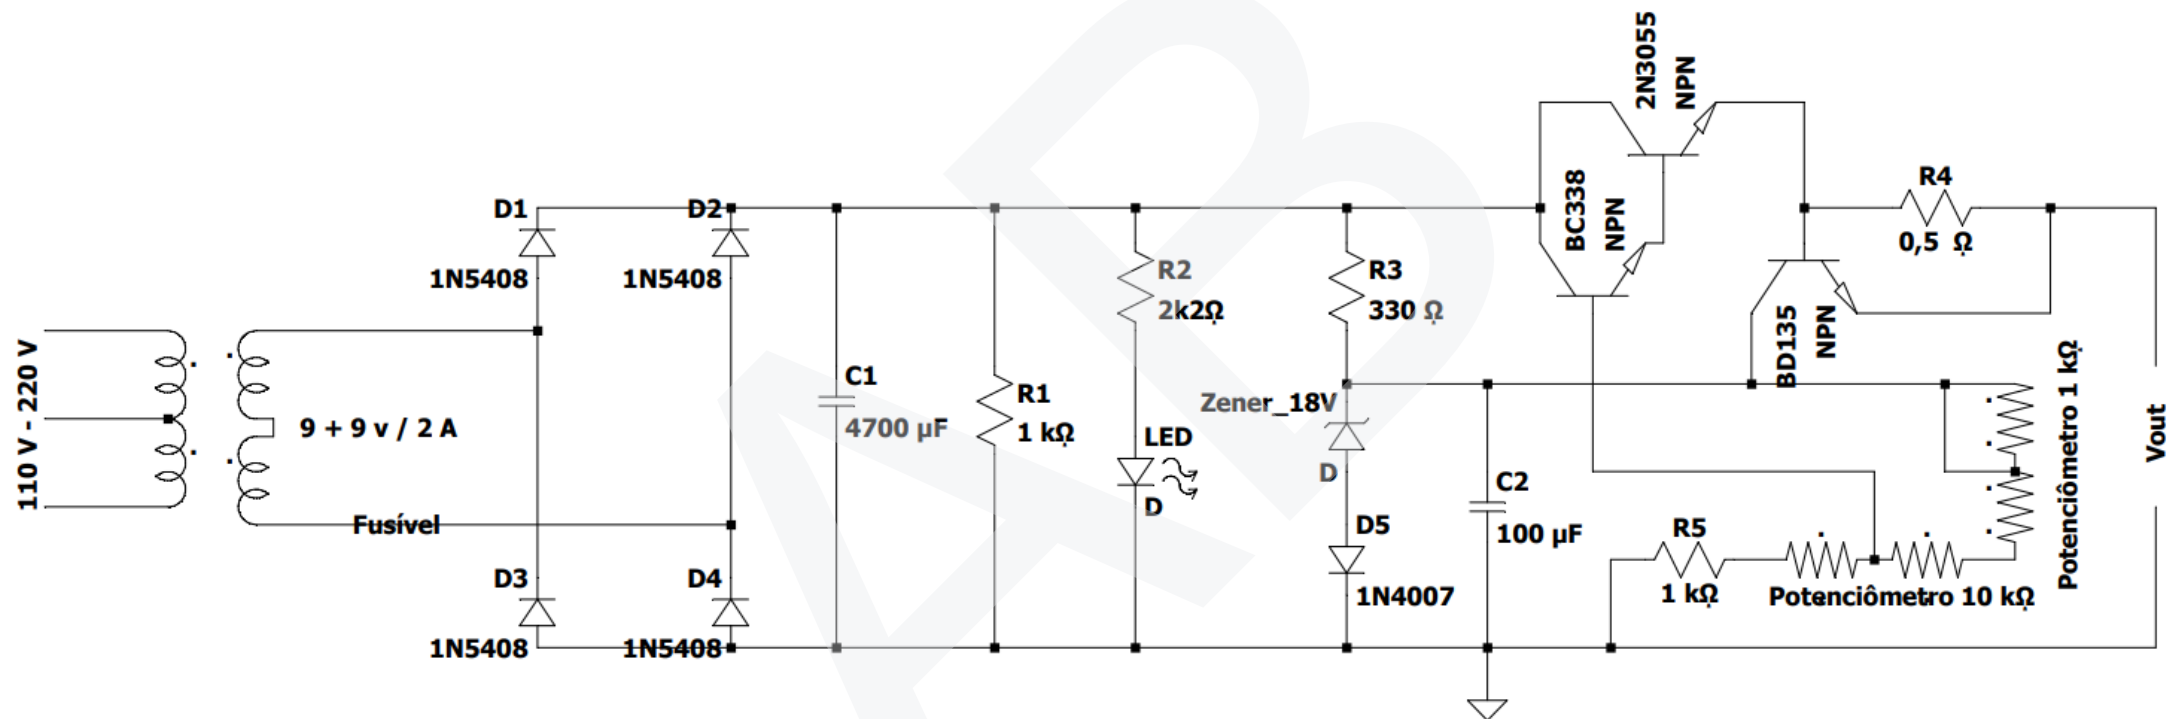 110 V - 220 V
9 + 9 v / 2 A
Fusível
D1
1N5408
D2
1N5408
D3
1N5408
D4
1N5408
C1
4700 µF
R1
1 kΩ
R2
2k2Ω
LED
D
R3
330 Ω
Zener_18V
D
D5
1N4007
C2
100 µF
BC338
NPN
2N3055
NPN
BD135
NPN
R4
0,5 Ω
R5
1 kΩ
Potenciômetro 10 kΩ
Potenciômetro 1 kΩ
Vout